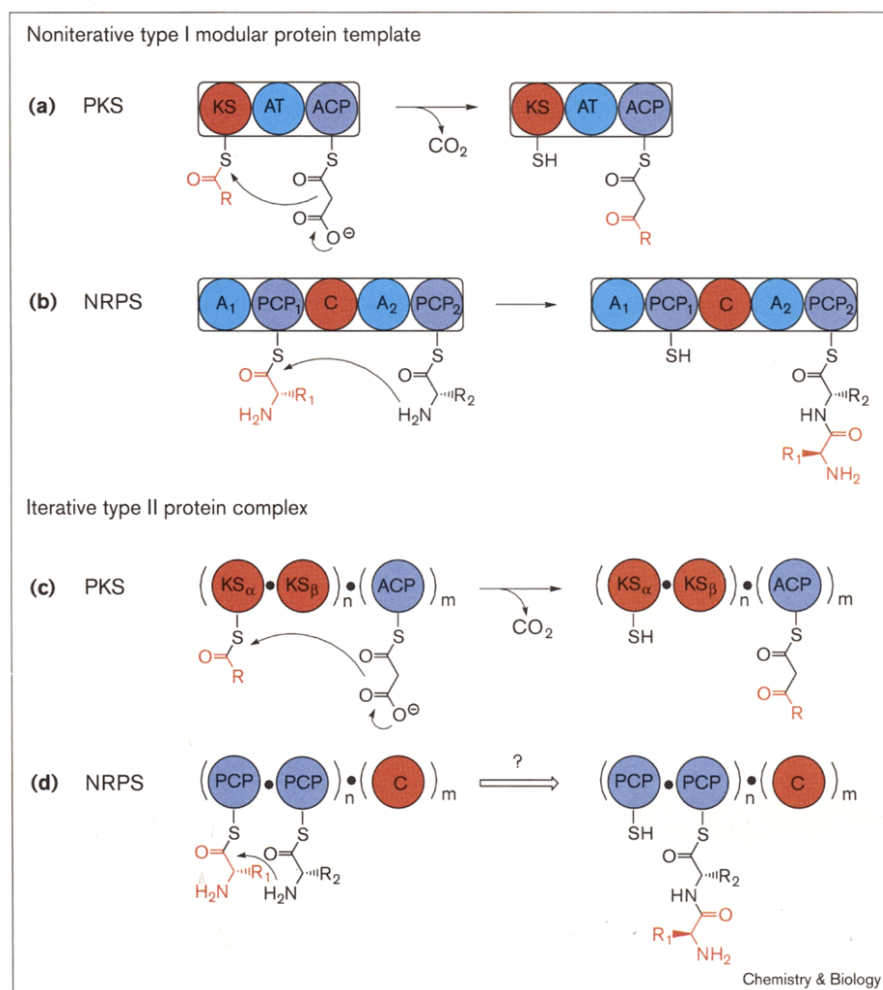 Noniterative type I modular protein template
(a) PKS
KS AT ACP KS AT ACP
CO2
S S SH S
O R O O
O O⊖ O R
(b) NRPS
A1 PCP1 C A2 PCP2 A1 PCP1 C A2 PCP2
S S SH S
O R1 O R2 O R2
H2N H2N HN O
R1 NH2
Iterative type II protein complex
(c) PKS
(KSα • KSβ)n • (ACP)m (KSα • KSβ)n • (ACP)m
CO2
S S SH S
O R O O
O O⊖ O R
(d) NRPS
(PCP • PCP)n • (C)m ? (PCP • PCP)n • (C)m
S S SH S
O R1 O R2 O R2
H2N H2N HN O
R1 NH2
Chemistry & Biology